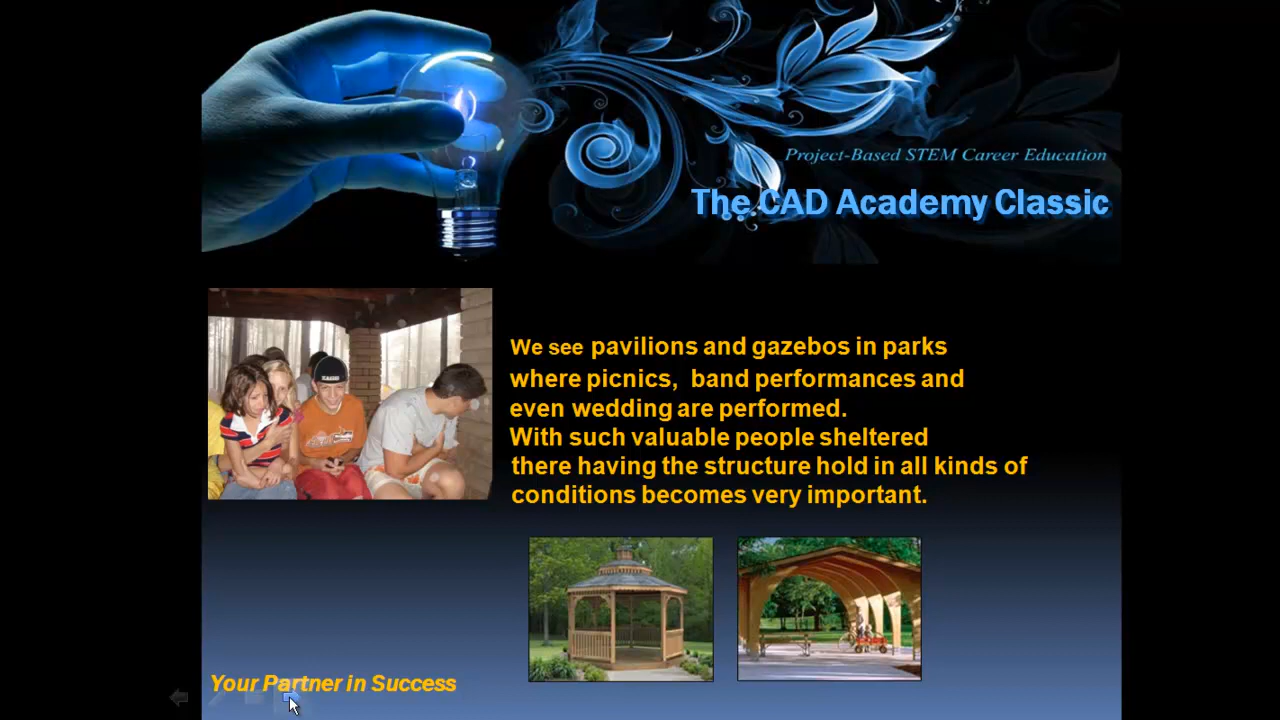 Project-Based STEM Career Education
The CAD Academy Classic
We see pavilions and gazebos in parks
where picnics, band performances and
even wedding are performed.
With such valuable people sheltered
there having the structure hold in all kinds of
conditions becomes very important.
Your Partner in Success